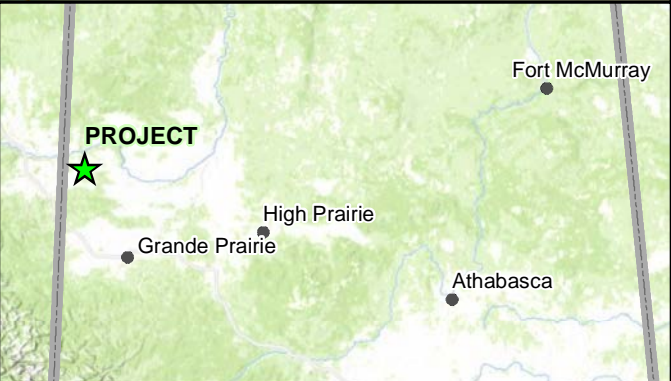 Fort McMurray
PROJECT
High Prairie
Grande Prairie
Athabasca